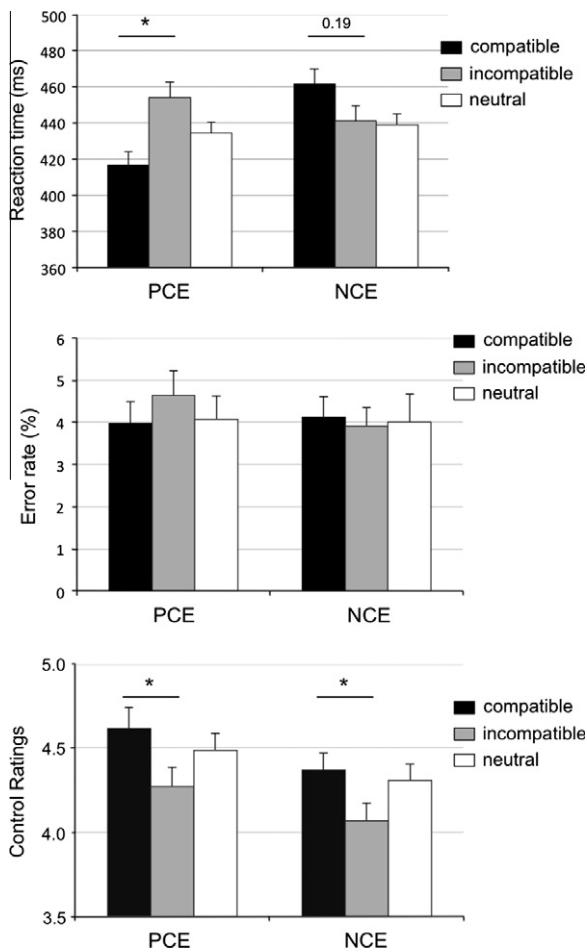 500
480
460
440
420
400
380
360
Reaction time (ms)
*
0.19
compatible
incompatible
neutral
PCE
NCE
6
5
4
3
2
1
0
Error rate (%)
compatible
incompatible
neutral
PCE
NCE
5.0
4.5
4.0
3.5
Control Ratings
*
*
compatible
incompatible
neutral
PCE
NCE